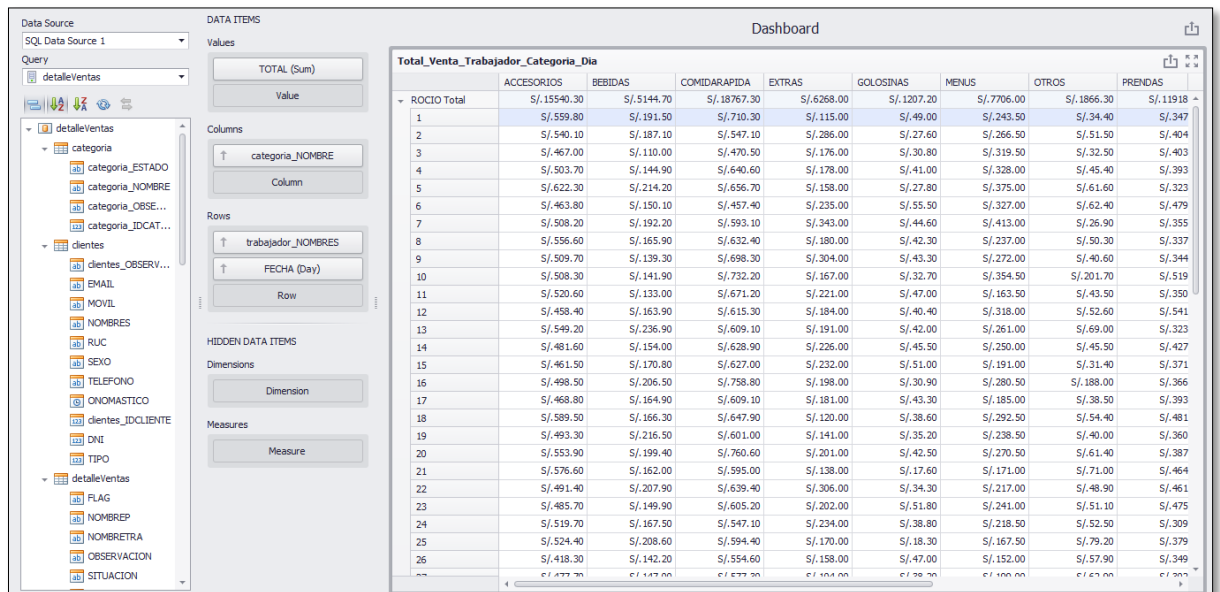 Data Source
SQL Data Source 1
Query
detalleVentas
detalleVentas
categoria
categoria_ESTADO
categoria_NOMBRE
categoria_OBSE...
categoria_IDCAT...
clientes
clientes_OBSERV...
EMAIL
MOVIL
NOMBRES
RUC
SEXO
TELEFONO
ONOMASTICO
clientes_IDCLIENTE
DNI
TIPO
detalleVentas
FLAG
NOMBREP
NOMBRETRA
OBSERVACION
SITUACION
DATA ITEMS
Values
TOTAL (Sum)
Value
Columns
categoria_NOMBRE
Column
Rows
trabajador_NOMBRES
FECHA (Day)
Row
HIDDEN DATA ITEMS
Dimensions
Dimension
Measures
Measure
Dashboard
Total_Venta_Trabajador_Categoria_Dia
ACCESORIOS BEBIDAS COMIDARAPIDA EXTRAS GOLOSINAS MENUS OTROS PRENDAS
ROCIO Total S/.15540.30 S/.5144.70 S/.18767.30 S/.6268.00 S/.1207.20 S/.7706.00 S/.1866.30 S/.11918
1 S/.559.80 S/.191.50 S/.710.30 S/.115.00 S/.49.00 S/.243.50 S/.34.40 S/.347
2 S/.540.10 S/.187.10 S/.547.10 S/.286.00 S/.27.60 S/.266.50 S/.51.50 S/.404
3 S/.467.00 S/.110.00 S/.470.50 S/.176.00 S/.30.80 S/.319.50 S/.32.50 S/.403
4 S/.503.70 S/.144.90 S/.640.60 S/.178.00 S/.41.00 S/.328.00 S/.45.40 S/.393
5 S/.622.30 S/.214.20 S/.656.70 S/.158.00 S/.27.80 S/.375.00 S/.61.60 S/.323
6 S/.463.80 S/.150.10 S/.457.40 S/.235.00 S/.55.50 S/.327.00 S/.62.40 S/.479
7 S/.508.20 S/.192.20 S/.593.10 S/.343.00 S/.44.60 S/.413.00 S/.26.90 S/.355
8 S/.556.60 S/.165.90 S/.632.40 S/.180.00 S/.42.30 S/.237.00 S/.50.30 S/.337
9 S/.509.70 S/.139.30 S/.698.30 S/.304.00 S/.43.30 S/.272.00 S/.40.60 S/.344
10 S/.508.30 S/.141.90 S/.732.20 S/.167.00 S/.32.70 S/.354.50 S/.201.70 S/.519
11 S/.520.60 S/.133.00 S/.671.20 S/.221.00 S/.47.00 S/.163.50 S/.43.50 S/.350
12 S/.458.40 S/.163.90 S/.615.30 S/.184.00 S/.40.40 S/.318.00 S/.52.60 S/.541
13 S/.549.20 S/.236.90 S/.609.10 S/.191.00 S/.42.00 S/.261.00 S/.69.00 S/.323
14 S/.481.60 S/.154.00 S/.628.90 S/.226.00 S/.45.50 S/.250.00 S/.45.50 S/.427
15 S/.461.50 S/.170.80 S/.627.00 S/.232.00 S/.51.00 S/.191.00 S/.31.40 S/.371
16 S/.498.50 S/.206.50 S/.758.80 S/.198.00 S/.30.90 S/.280.50 S/.188.00 S/.366
17 S/.468.80 S/.164.90 S/.609.10 S/.181.00 S/.43.30 S/.185.00 S/.38.50 S/.393
18 S/.589.50 S/.166.30 S/.647.90 S/.120.00 S/.38.60 S/.292.50 S/.54.40 S/.481
19 S/.493.30 S/.216.50 S/.601.00 S/.141.00 S/.35.20 S/.238.50 S/.40.00 S/.360
20 S/.553.90 S/.199.40 S/.760.60 S/.201.00 S/.42.50 S/.270.50 S/.61.40 S/.387
21 S/.576.60 S/.162.00 S/.595.00 S/.138.00 S/.17.60 S/.171.00 S/.71.00 S/.464
22 S/.491.40 S/.207.90 S/.639.40 S/.306.00 S/.34.30 S/.217.00 S/.48.90 S/.461
23 S/.485.70 S/.149.90 S/.605.20 S/.202.00 S/.51.80 S/.241.00 S/.51.10 S/.475
24 S/.519.70 S/.167.50 S/.547.10 S/.234.00 S/.38.80 S/.218.50 S/.52.50 S/.309
25 S/.524.40 S/.208.60 S/.594.40 S/.170.00 S/.18.30 S/.167.50 S/.79.20 S/.379
26 S/.418.30 S/.142.20 S/.554.60 S/.158.00 S/.47.00 S/.152.00 S/.57.90 S/.349